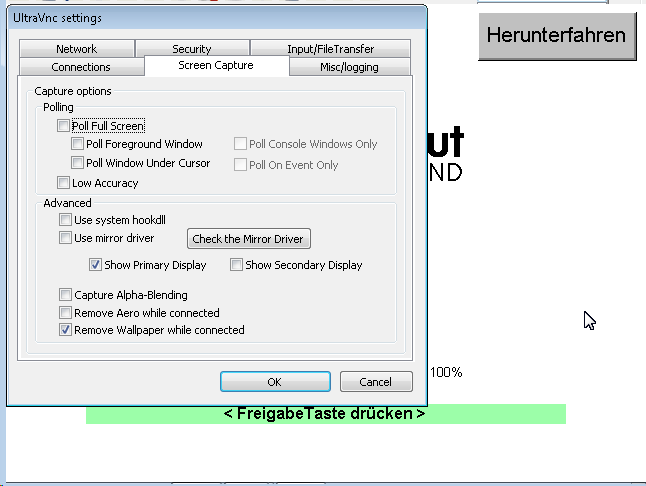 UltraVnc settings
Network Security Input/FileTransfer
Connections Screen Capture Misc/logging
Capture options
Polling
Poll Full Screen
Poll Foreground Window Poll Console Windows Only
Poll Window Under Cursor Poll On Event Only
Low Accuracy
Advanced
Use system hookdll
Use mirror driver Check the Mirror Driver
Show Primary Display Show Secondary Display
Capture Alpha-Blending
Remove Aero while connected
Remove Wallpaper while connected
OK Cancel
Herunterfahren
ut
ND
100%
< FreigabeTaste drücken >